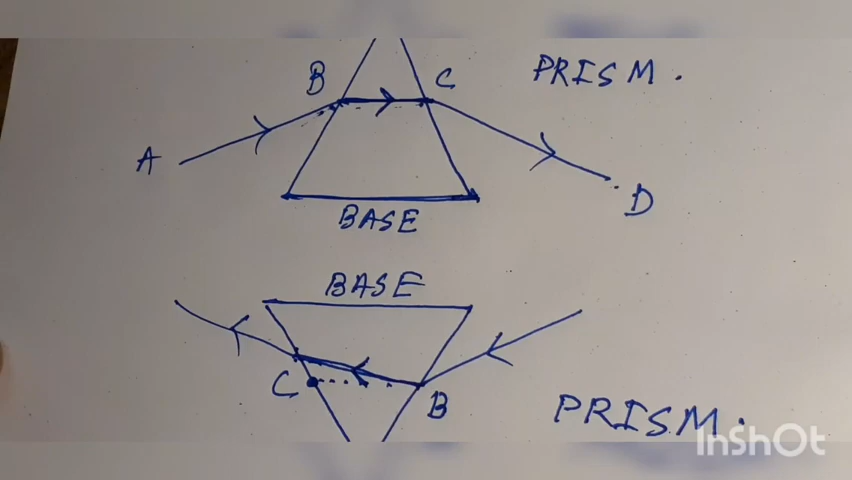 B C PRISM.
A
D
BASE
BASE
C
B
PRISM.
InShOt